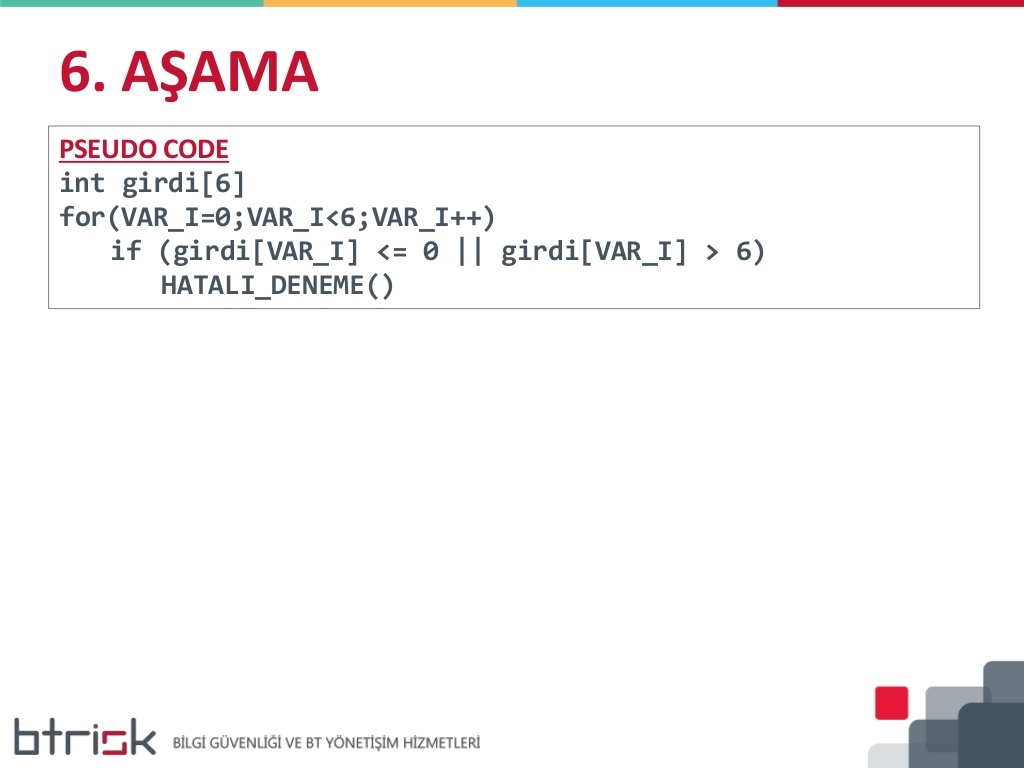 6. AŞAMA
PSEUDO CODE
int girdi[6]
for(VAR_I=0;VAR_I<6;VAR_I++)
if (girdi[VAR_I] <= 0 || girdi[VAR_I] > 6)
HATALI_DENEME()
btrisk BİLGİ GÜVENLİĞİ VE BT YÖNETİŞİM HİZMETLERİ